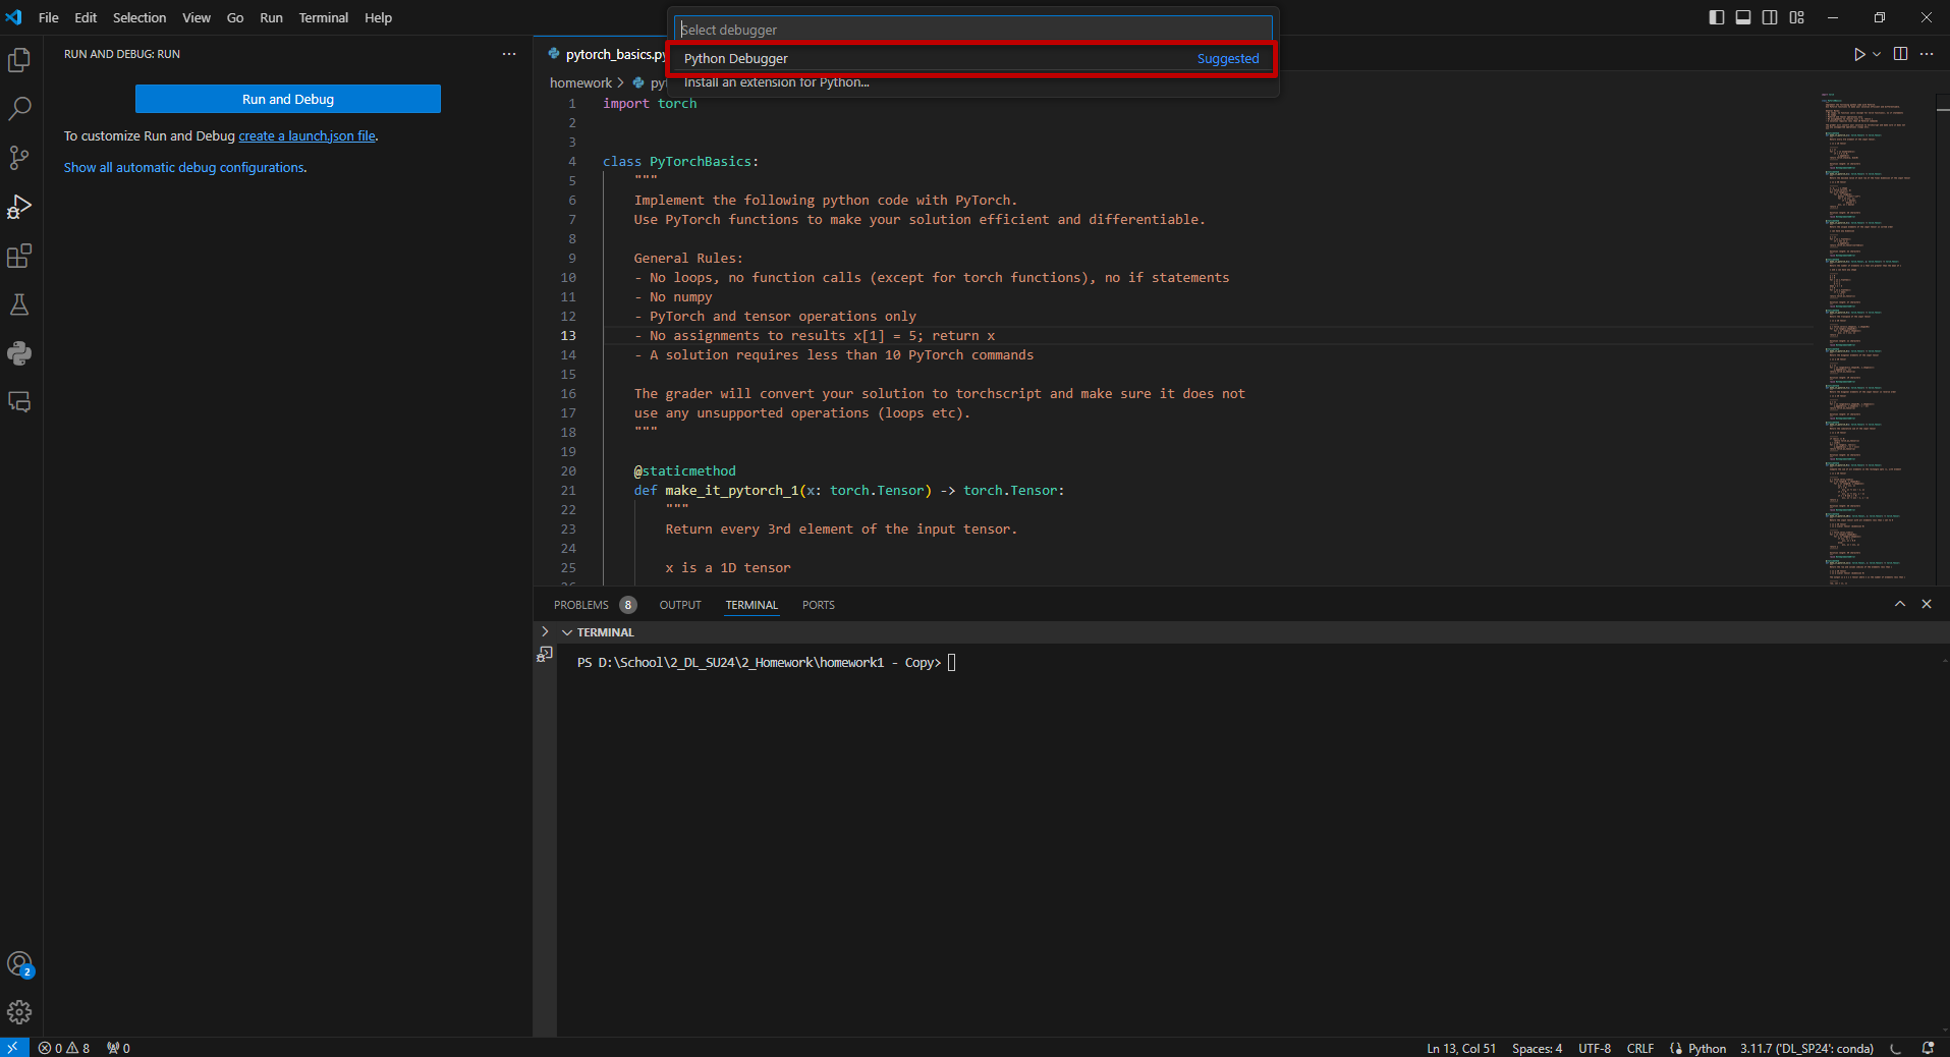 File Edit Selection View Go Run Terminal Help
Select debugger
Python Debugger Suggested
Install an extension for Python...
RUN AND DEBUG: RUN
Run and Debug
To customize Run and Debug create a launch.json file.
Show all automatic debug configurations.
pytorch_basics.py
homework > py
1 import torch
2
3
4 class PyTorchBasics:
5 """
6 Implement the following python code with PyTorch.
7 Use PyTorch functions to make your solution efficient and differentiable.
8
9 General Rules:
10 - No loops, no function calls (except for torch functions), no if statements
11 - No numpy
12 - PyTorch and tensor operations only
13 - No assignments to results x[1] = 5; return x
14 - A solution requires less than 10 PyTorch commands
15
16 The grader will convert your solution to torchscript and make sure it does not
17 use any unsupported operations (loops etc).
18 """
19
20 @staticmethod
21 def make_it_pytorch_1(x: torch.Tensor) -> torch.Tensor:
22 """
23 Return every 3rd element of the input tensor.
24
25 x is a 1D tensor
PROBLEMS 8 OUTPUT TERMINAL PORTS
TERMINAL
PS D:\School\2_DL_SU24\2_Homework\homework1 - Copy>
2
0 8 0 Ln 13, Col 51 Spaces: 4 UTF-8 CRLF Python 3.11.7 ('DL_SP24': conda)